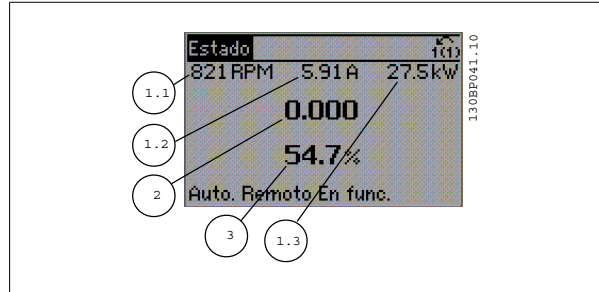 Estado
1(1)
821 RPM 5.91 A 27.5 kW
0.000
54.7%
Auto. Remoto En func.
1.1
1.2
2
3
1.3
130BP041.10